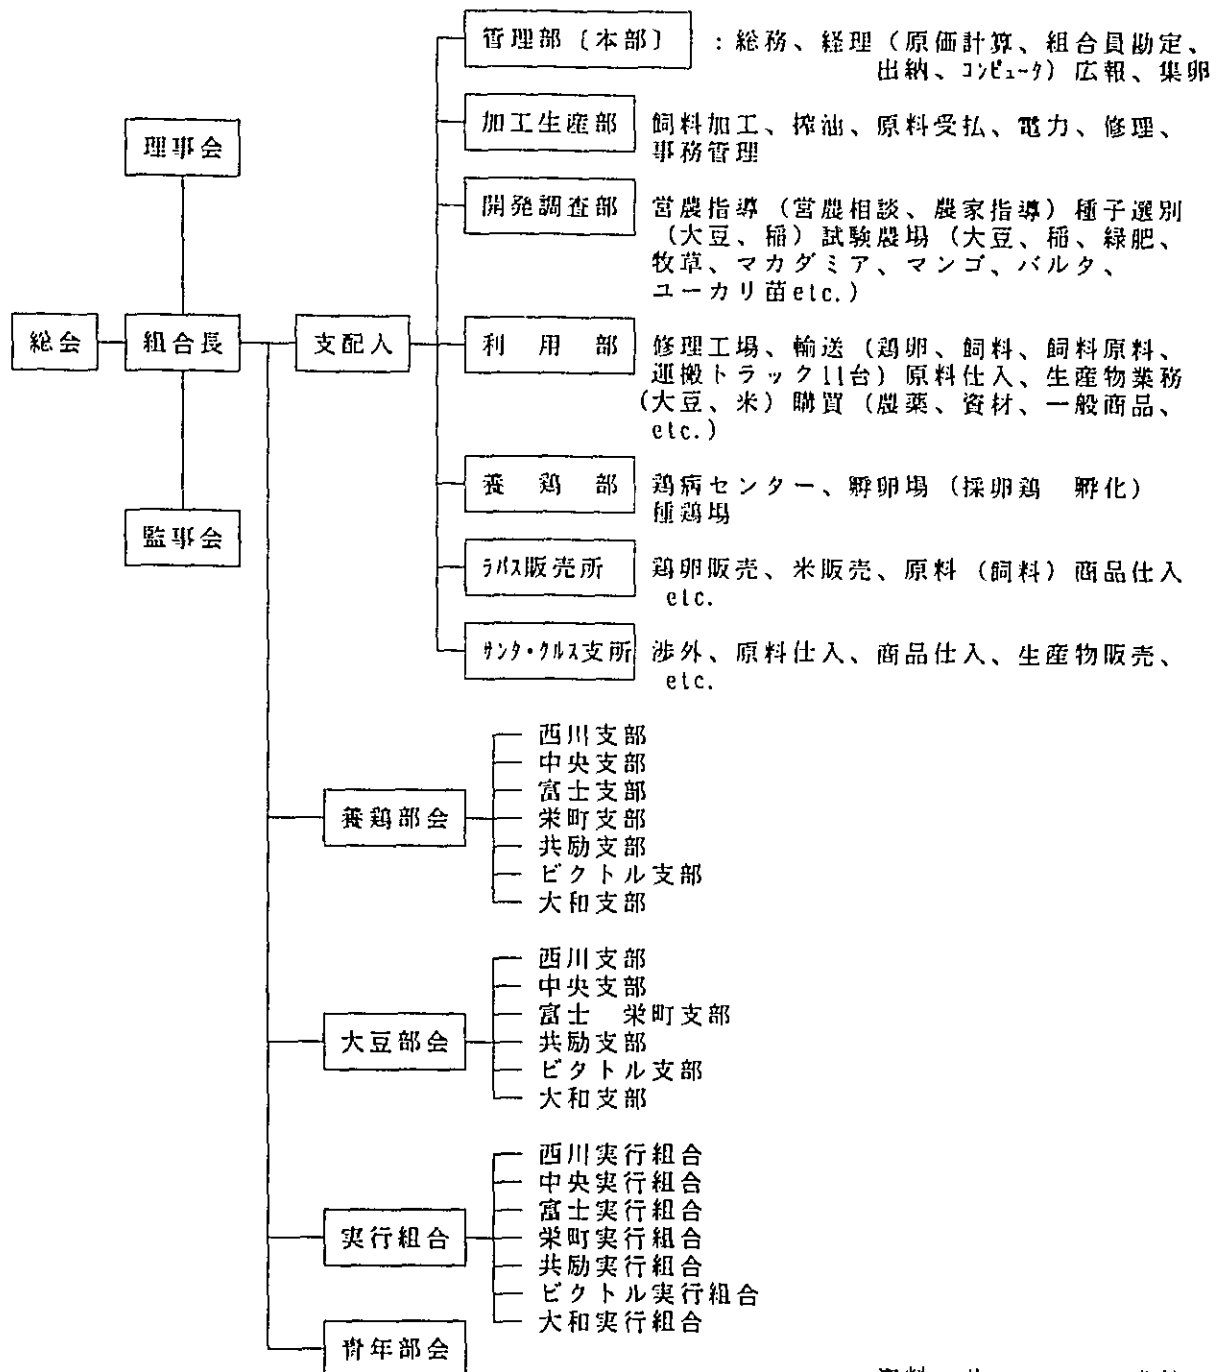 管理部〔本部〕 :総務、経理(原価計算、組合員勘定、
出納、コンピュータ)広報、集卵
加工生産部 飼料加工、搾油、原料受払、電力、修理、
事務管理
理事会
開発調査部 営農指導(営農相談、農家指導)種子選別
(大豆、稲)試験農場(大豆、稲、緑肥、
牧草、マカダミア、マンゴ、バルタ、
ユーカリ苗etc.)
総会 組合長 支配人
利用部 修理工場、輸送(鶏卵、飼料、飼料原料、
運搬トラック11台)原料仕入、生産物業務
(大豆、米)購買(農薬、資材、一般商品、
etc.)
養鶏部 鶏病センター、孵卵場(採卵鶏 孵化)
種鶏場
監事会
ラパス販売所 鶏卵販売、米販売、原料(飼料)商品仕入
etc.
サンタ・クルス支所 渉外、原料仕入、商品仕入、生産物販売、
etc.
養鶏部会
西川支部
中央支部
富士支部
栄町支部
共励支部
ビクトル支部
大和支部
大豆部会
西川支部
中央支部
富士 栄町支部
共励支部
ビクトル支部
大和支部
実行組合
西川実行組合
中央実行組合
富士実行組合
栄町実行組合
共励実行組合
ビクトル実行組合
大和実行組合
青年部会